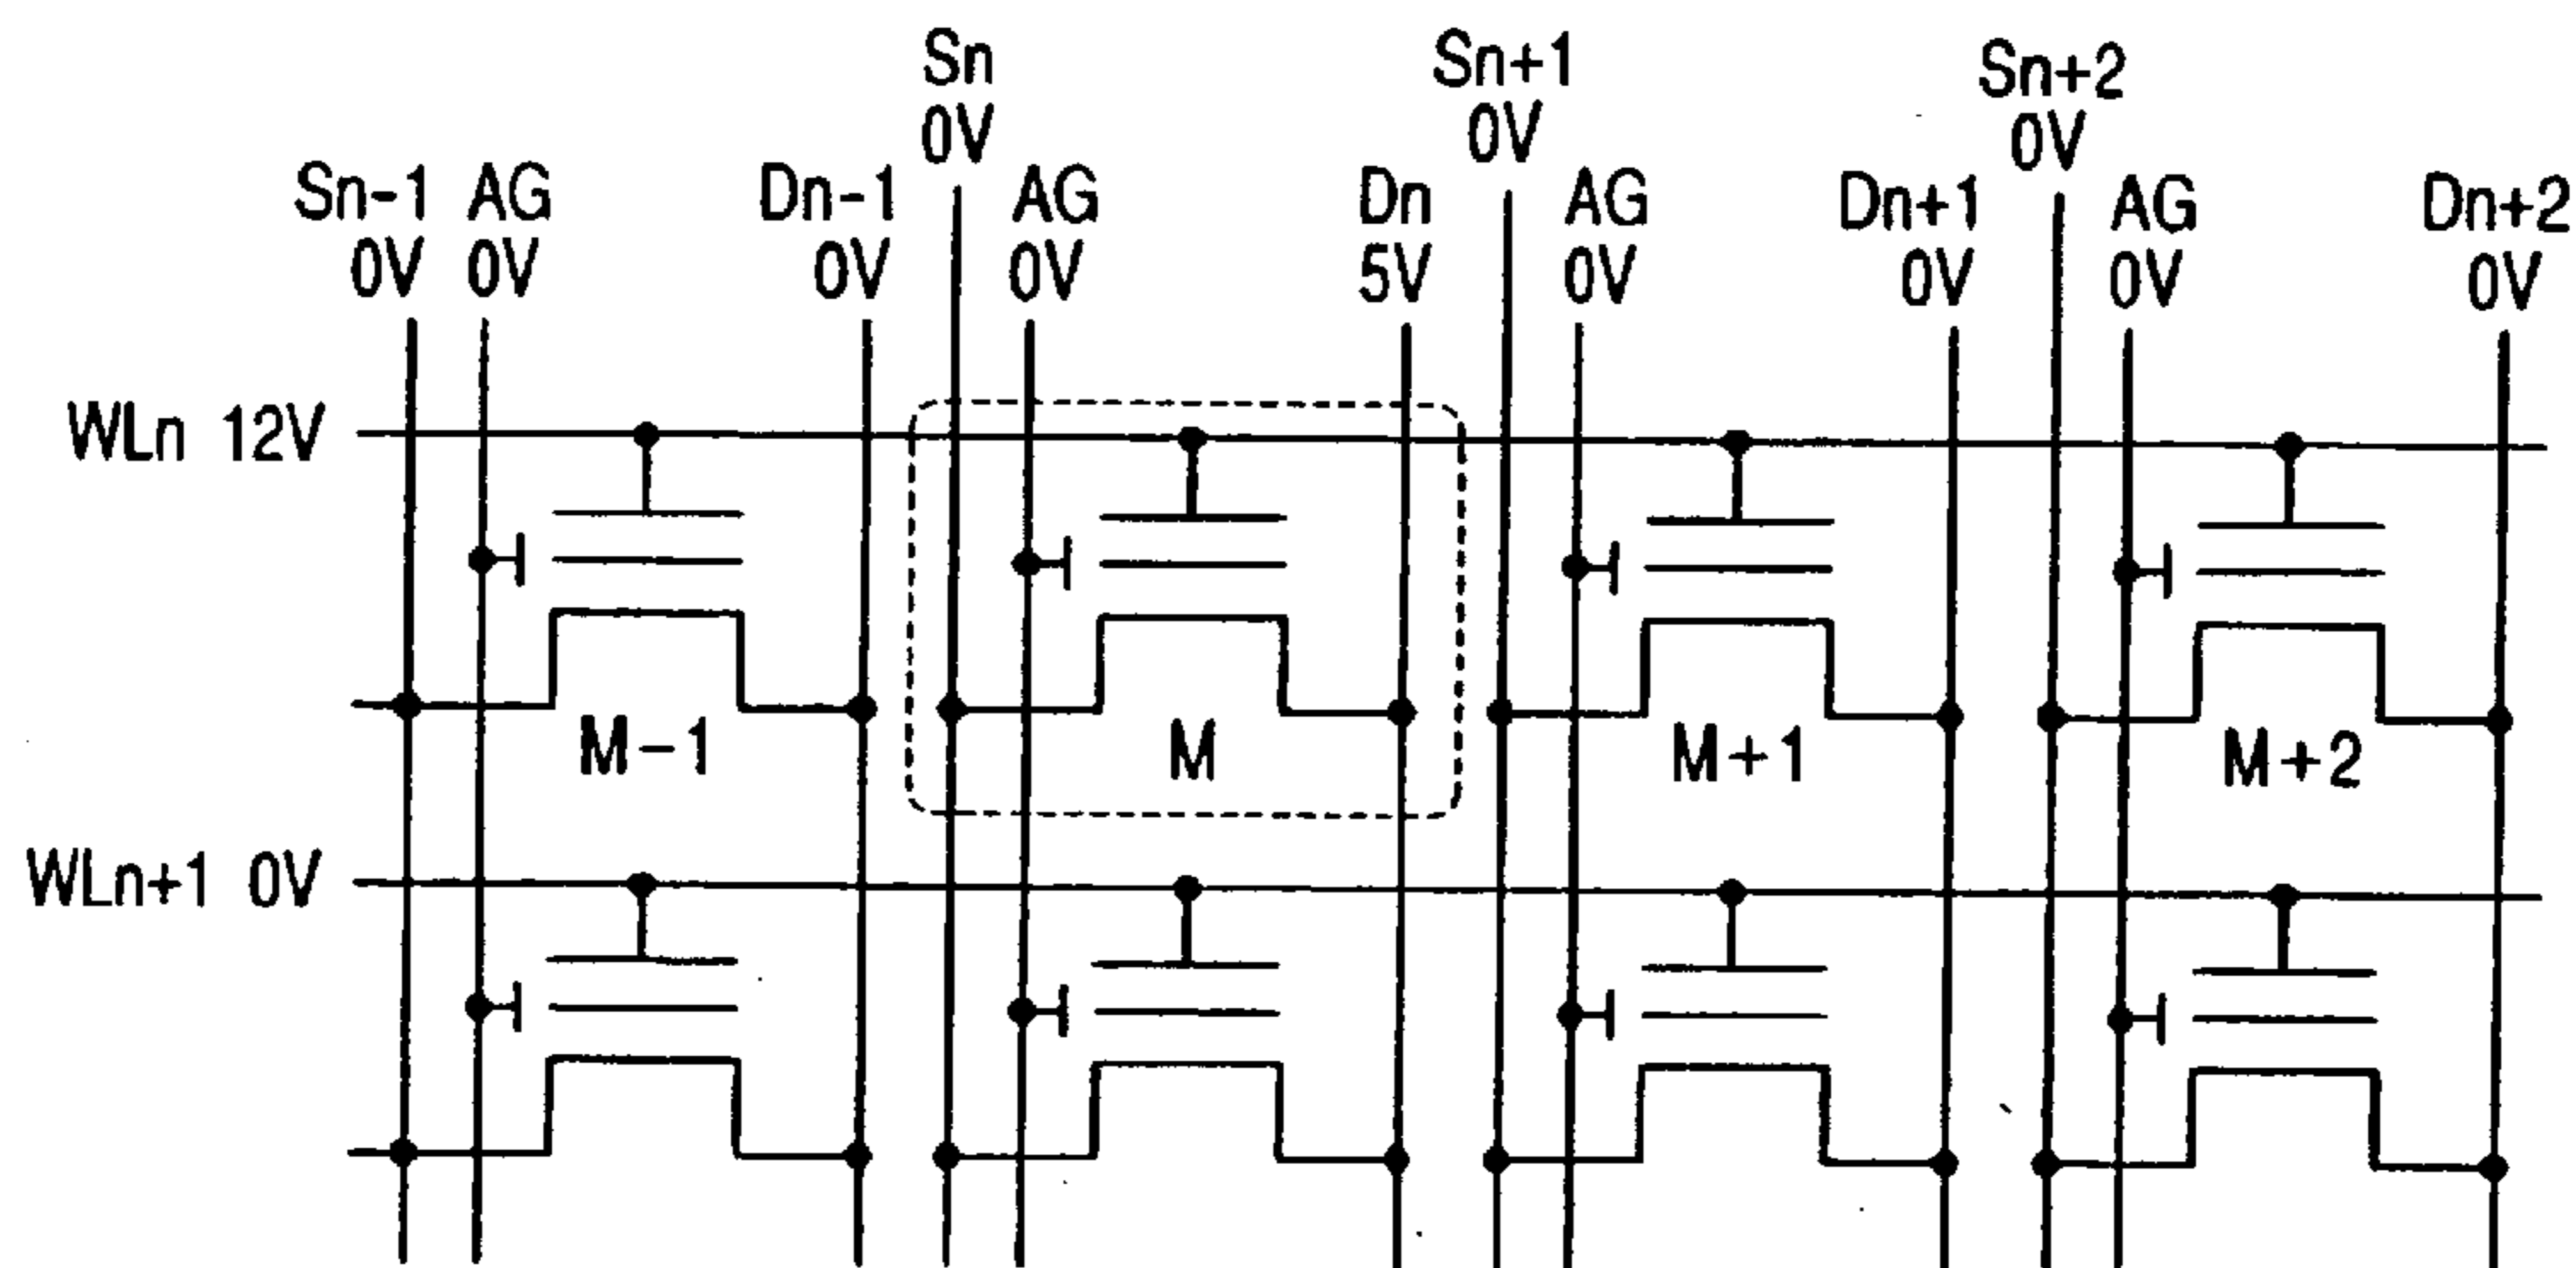 Sn Sn+1 Sn+2
0V 0V 0V
Sn-1 AG Dn-1 AG Dn AG Dn+1 AG Dn+2
0V 0V 0V 0V 5V 0V 0V 0V 0V
WLn 12V
M-1 M M+1 M+2
WLn+1 0V